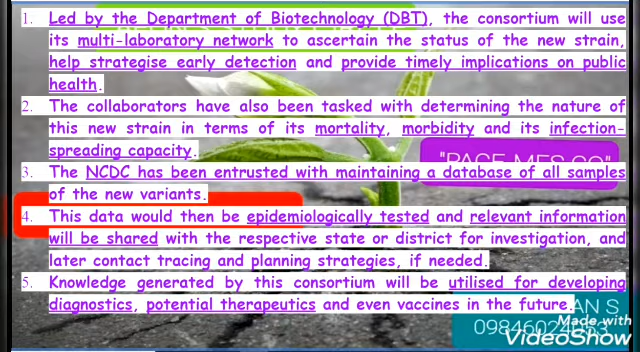 1. Led by the Department of Biotechnology (DBT), the consortium will use
its multi-laboratory network to ascertain the status of the new strain,
help strategise early detection and provide timely implications on public
health.
2. The collaborators have also been tasked with determining the nature of
this new strain in terms of its mortality, morbidity and its infection-
spreading capacity.
"PACE MES CO"
3. The NCDC has been entrusted with maintaining a database of all samples
of the new variants.
4. This data would then be epidemiologically tested and relevant information
will be shared with the respective state or district for investigation, and
later contact tracing and planning strategies, if needed.
5. Knowledge generated by this consortium will be utilised for developing
diagnostics, potential therapeutics and even vaccines in the future.
AN S
Made with
VideoShow